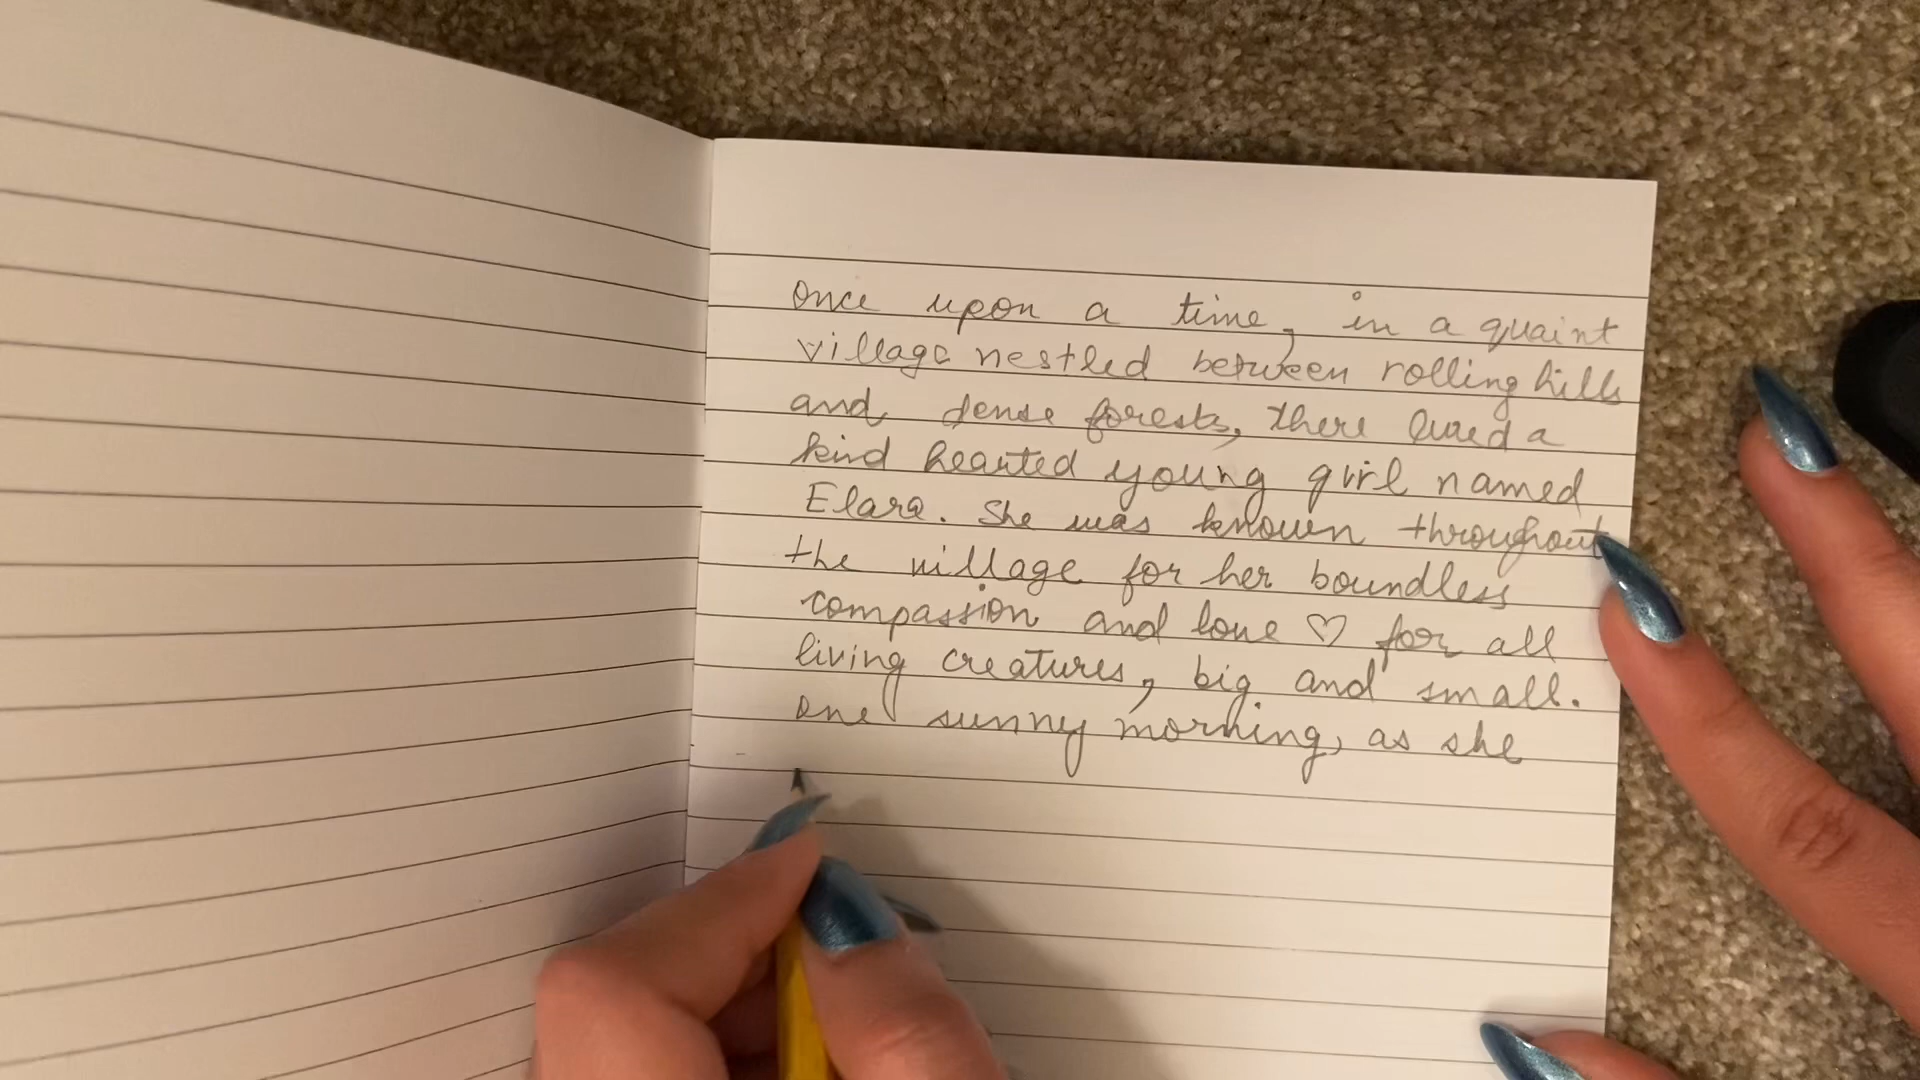 once upon a time, in a quaint
village nestled between rolling hills
and dense forests, there lived a
kind hearted young girl named
Elara. She was known throughout
the village for her boundless
compassion and love ♡ for all
living creatures, big and small.
one sunny morning, as she